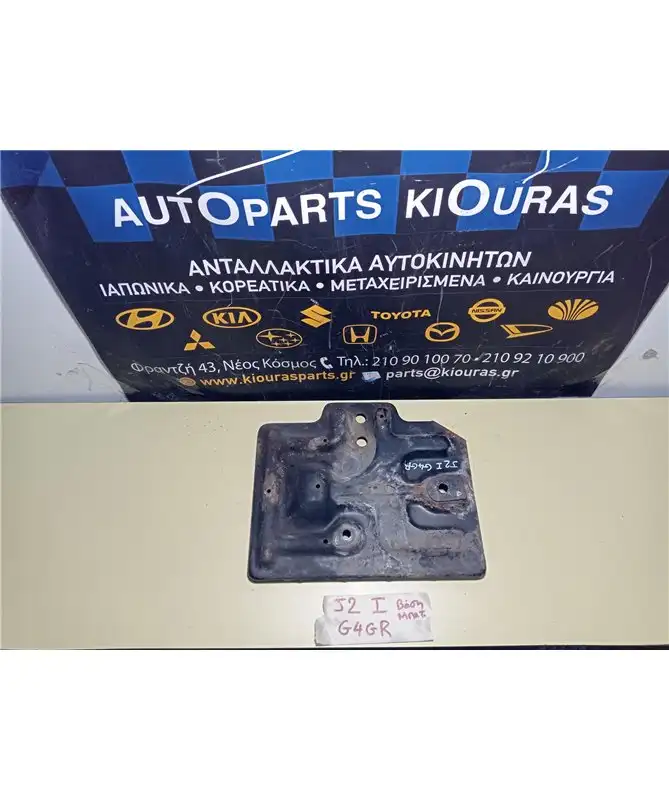 AUTOPARTS KIOURAS
ΑΝΤΑΛΛΑΚΤΙΚΑ ΑΥΤΟΚΙΝΗΤΩΝ
ΙΑΠΩΝΙΚΑ • ΚΟΡΕΑΤΙΚΑ • ΜΕΤΑΧΕΙΡΙΣΜΕΝΑ • ΚΑΙΝΟΥΡΓΙΑ
KIA TOYOTA NISSAN
Φραντζή 43, Νέος Κόσμος Τηλ.: 210 90 100 70 - 210 92 10 900
www.kiourasparts.gr parts@kiouras.gr
J2 I G4GR
J2 I Βάση
G4GR ΜΠΑΤ.